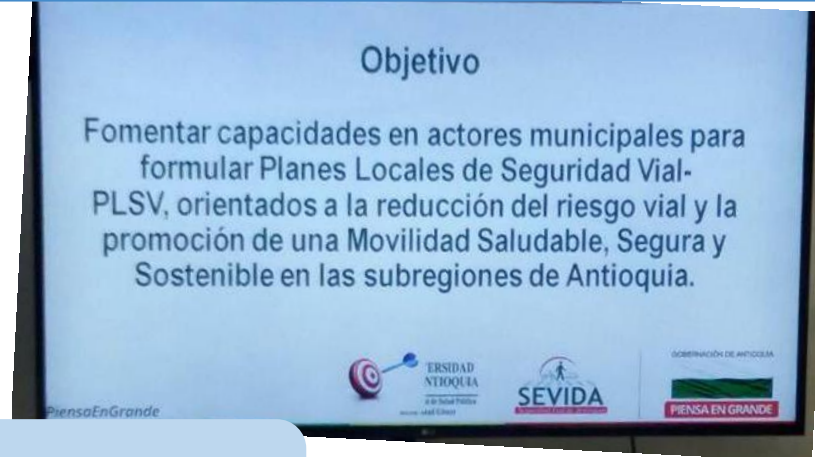 Objetivo
Fomentar capacidades en actores municipales para
formular Planes Locales de Seguridad Vial-
PLSV, orientados a la reducción del riesgo vial y la
promoción de una Movilidad Saludable, Segura y
Sostenible en las subregiones de Antioquia.
ERSIDAD
NTIOQUIA
SEVIDA
GOBERNACIÓN DE ANTIOQUIA
PIENSA EN GRANDE
PiensaEnGrande
LG